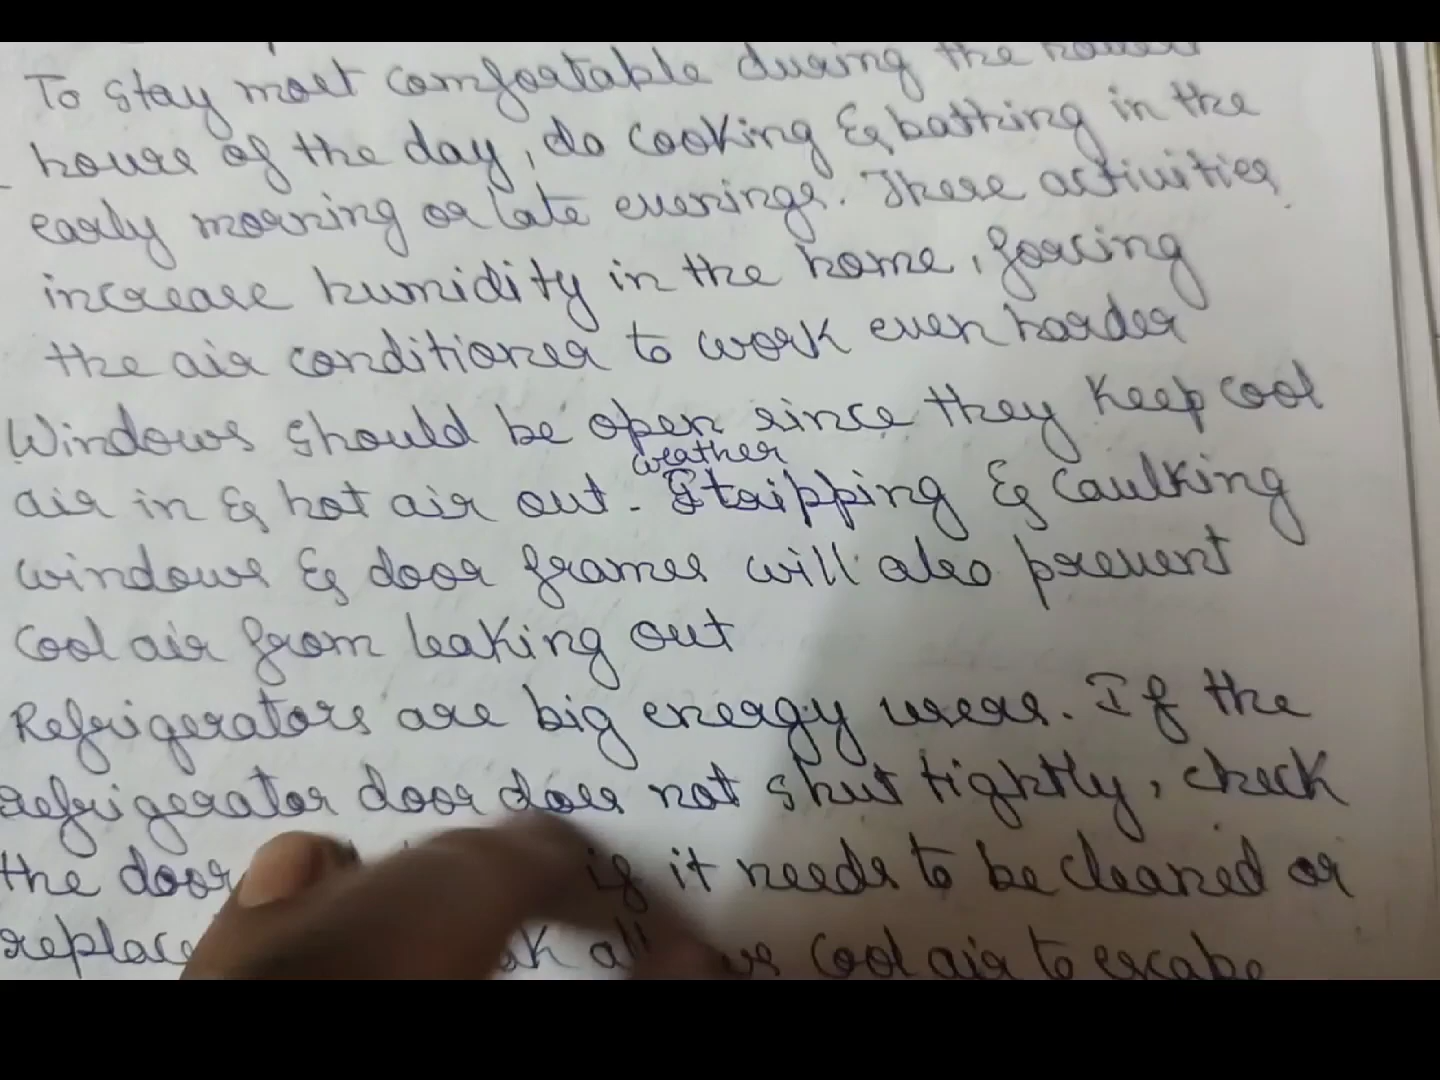 To stay most comfortable during the
hours of the day, do cooking & bathing in the
early morning or late evenings. These activities
increase humidity in the home, forcing
the air conditioner to work even harder
Windows should be open since they keep cool
weather
air in & hot air out. Stripping & caulking
windows & door frames will also prevent
cool air from leaking out
Refrigerators are big energy users. If the
refrigerator door does not shut tightly, check
the door if it needs to be cleaned or
cool air to escape